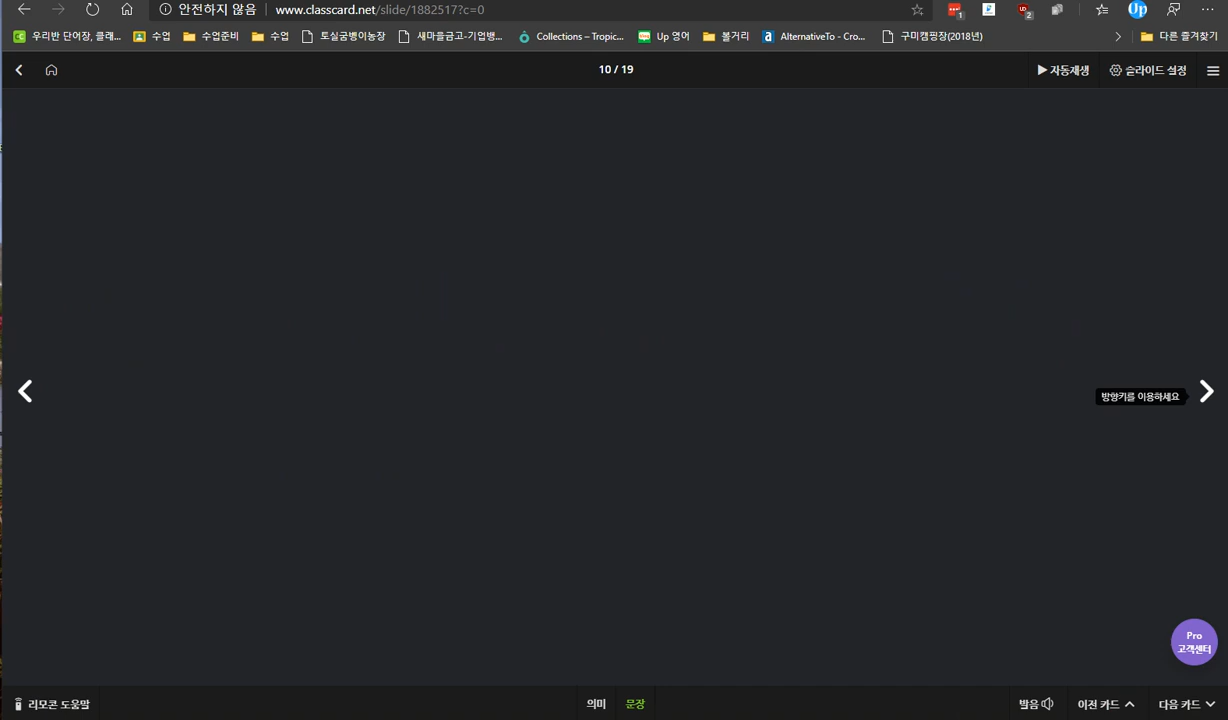 안전하지 않음 www.classcard.net/slide/1882517?c=0 1 2 Up
우리반 단어장, 클래... 수업 수업준비 수업 토실굼벵이농장 새마을금고-기업뱅... Collections – Tropic... Up 영어 볼거리 AlternativeTo - Cro... 구미캠핑장(2018년) 다른 즐겨찾기
10 / 19 자동재생 슬라이드 설정
방향키를 이용하세요
Pro
고객센터
리모콘 도움말 의미 문장 발음 이전 카드 다음 카드